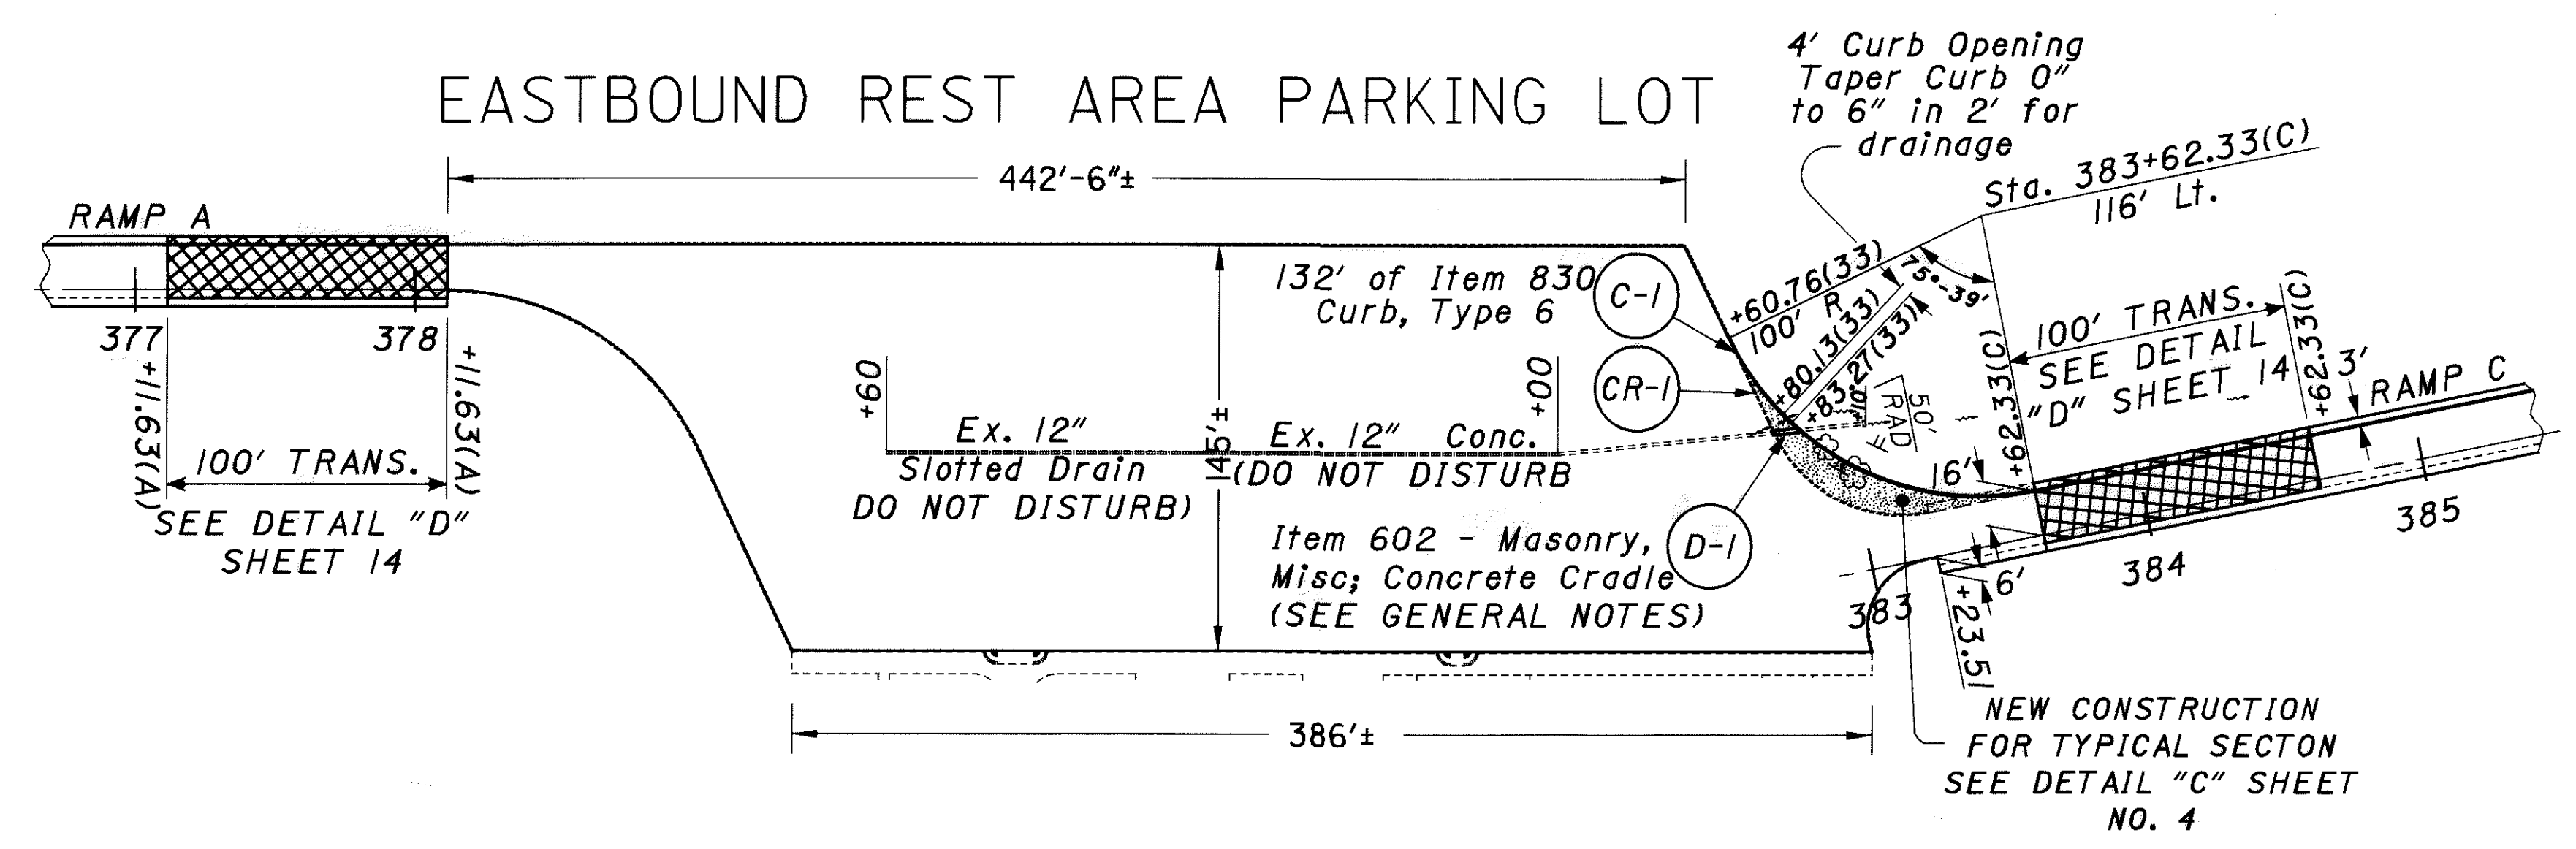 EASTBOUND REST AREA PARKING LOT
4' Curb Opening
Taper Curb 0"
to 6" in 2' for
drainage
442'-6"±
Sta. 383+62.33(C)
116' Lt.
RAMP A
377
378
+11.63(A)
+11.63(A)
100' TRANS.
SEE DETAIL "D"
SHEET 14
132' of Item 830
Curb, Type 6
C-1
CR-1
+60.76(33)
100' R
75°-39'
+80.13(33)
+83.27(33)
+10
50'
RAD
+62.33(C)
+62.33(C)
100' TRANS.
SEE DETAIL
"D" SHEET 14
+62.33(C)
3'
RAMP C
+60
+00
Ex. 12"
Slotted Drain
DO NOT DISTURB)
145'±
Ex. 12" Conc.
(DO NOT DISTURB
Item 602 - Masonry,
Misc; Concrete Cradle
(SEE GENERAL NOTES)
D-1
16'
6'
383
384
385
+23.51
386'±
NEW CONSTRUCTION
FOR TYPICAL SECTON
SEE DETAIL "C" SHEET
NO. 4